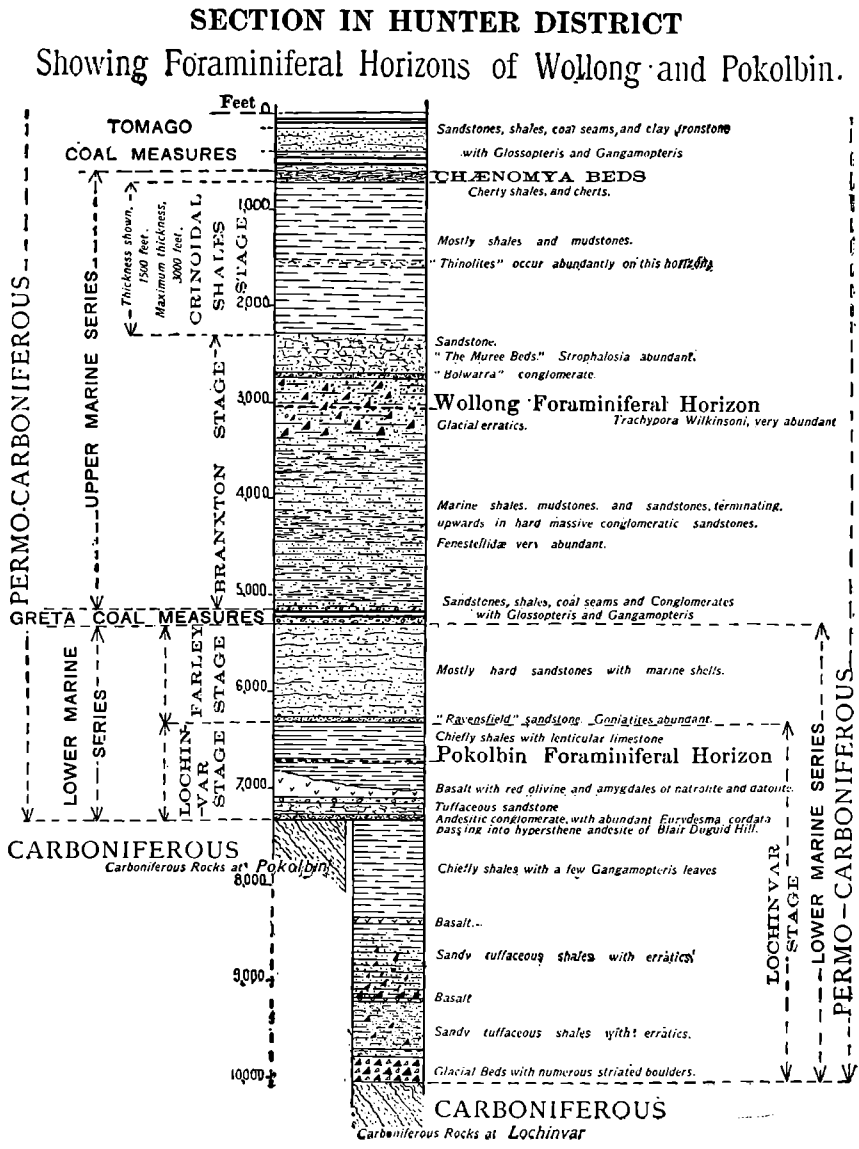 SECTION IN HUNTER DISTRICT
Showing Foraminiferal Horizons of Wollong and Pokolbin.
Feet 0
TOMAGO
COAL MEASURES
Sandstones, shales, coal seams, and clay ironstone
with Glossopteris and Gangamopteris
CHÆNOMYA BEDS
Cherty shales, and cherts.
1,000
Thickness shown,
1500 feet.
Maximum thickness,
3000 feet.
CRINOIDAL
SHALES
STAGE
Mostly shales and mudstones.
"Thinolites" occur abundantly on this horizon
2,000
Sandstone.
"The Muree Beds." Strophalosia abundant.
"Bolwarra" conglomerate.
3,000
Wollong Foraminiferal Horizon
Glacial erratics. Trachypora Wilkinsoni, very abundant
4,000
Marine shales, mudstones, and sandstones, terminating,
upwards in hard massive conglomeratic sandstones.
Fenestellidæ very abundant.
BRANXTON STAGE
UPPER MARINE SERIES
PERMO-CARBONIFEROUS
5,000
Sandstones, shales, coal seams and Conglomerates
with Glossopteris and Gangamopteris
GRETA COAL MEASURES
LOWER MARINE
SERIES
FARLEY
STAGE
Mostly hard sandstones with marine shells.
6,000
"Ravensfield" sandstone. Goniatites abundant.
Chiefly shales with lenticular limestone
Pokolbin Foraminiferal Horizon
LOCHIN-
VAR
STAGE
7,000
Basalt with red olivine and amygdales of natrolite and datolite.
Tuffaceous sandstone
Andesitic conglomerate, with abundant Eurydesma cordata
passing into hypersthene andesite of Blair Duguid Hill.
CARBONIFEROUS
Carboniferous Rocks at Pokolbin
8,000
Chiefly shales with a few Gangamopteris leaves
Basalt.
Sandy tuffaceous shales with erratics
9,000
Basalt
Sandy tuffaceous shales with erratics.
10,000
Glacial Beds with numerous striated boulders.
LOCHINVAR
STAGE
LOWER MARINE SERIES
PERMO-CARBONIFEROUS
CARBONIFEROUS
Carboniferous Rocks at Lochinvar